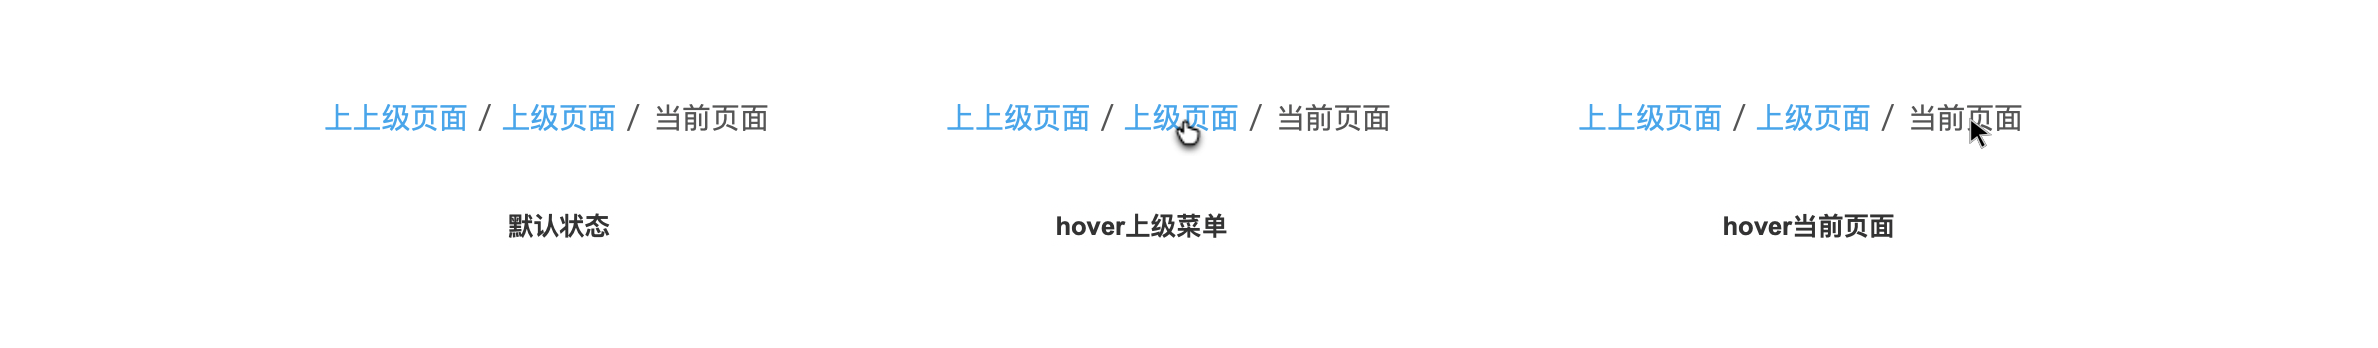 上上级页面 / 上级页面 / 当前页面
上上级页面 / 上级页面 / 当前页面
上上级页面 / 上级页面 / 当前页面
默认状态
hover上级菜单
hover当前页面